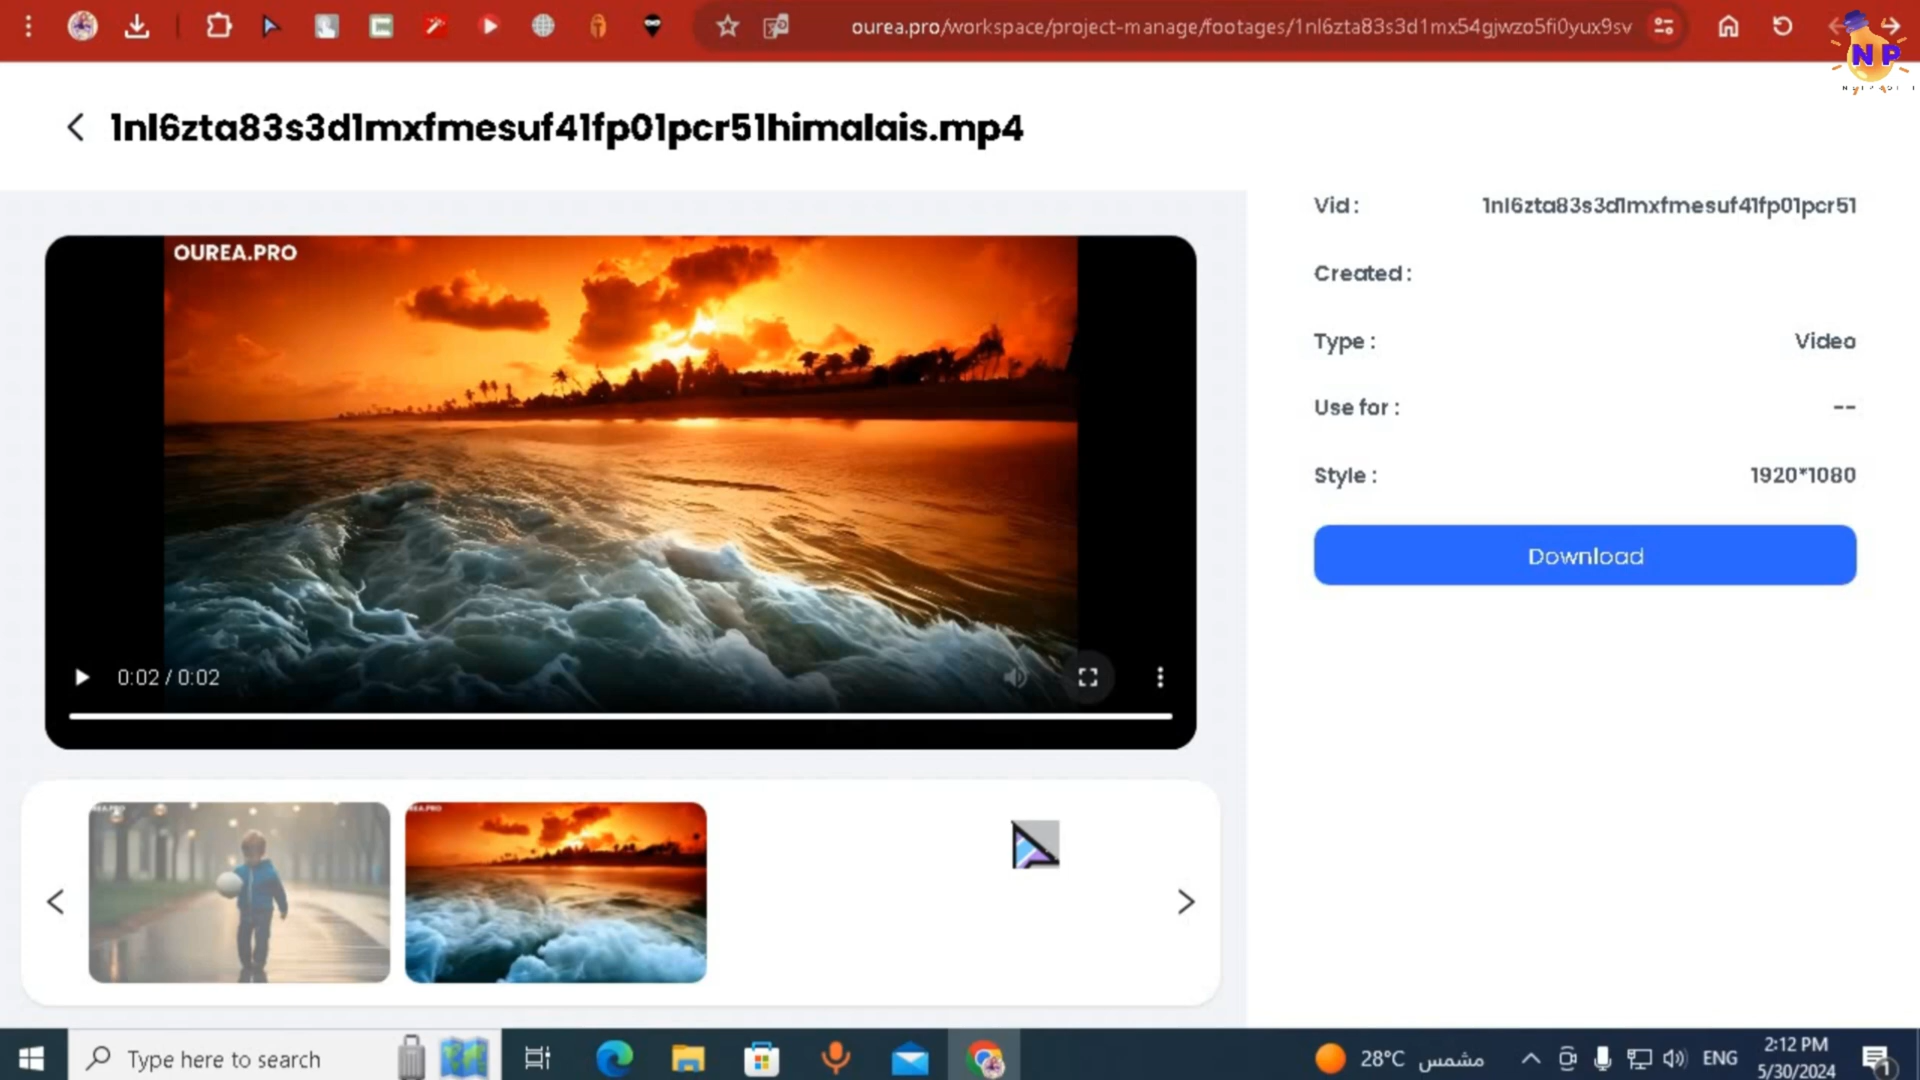 ourea.pro/workspace/project-manage/footages/1nl6zta83s3d1mx54gjwzo5fi0yux9sv
NP
1nl6zta83s3d1mxfmesuf41fp01pcr51himalais.mp4
OUREA.PRO
0:02 / 0:02
Vid : 1nl6zta83s3d1mxfmesuf41fp01pcr51
Created :
Type : Video
Use for : --
Style : 1920*1080
Download
Type here to search
28°C مشمس
ENG
2:12 PM
5/30/2024
1